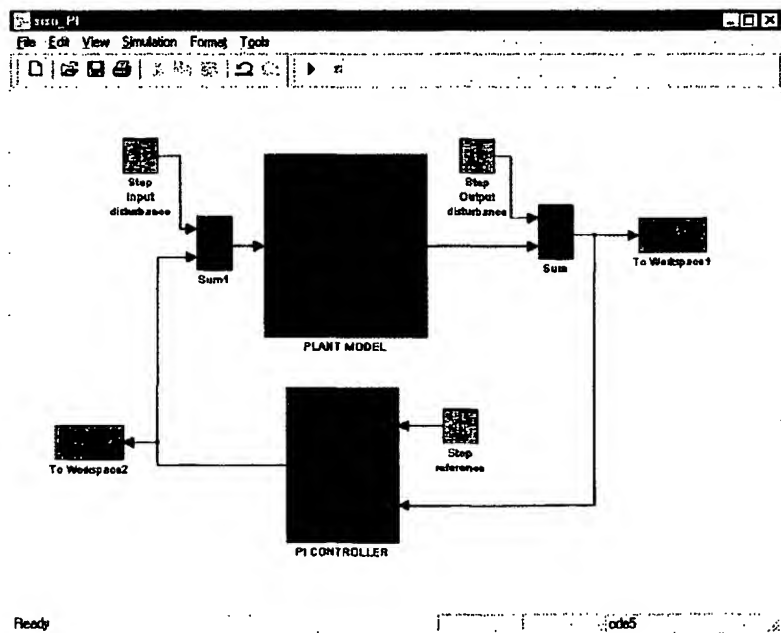 siso_PI
File Edit View Simulation Format Tools
Step
Input
disturbance
Step
Output
disturbance
Sum1
Sum
To Workspace1
PLANT MODEL
To Workspace2
Step
reference
PI CONTROLLER
Ready
ode5